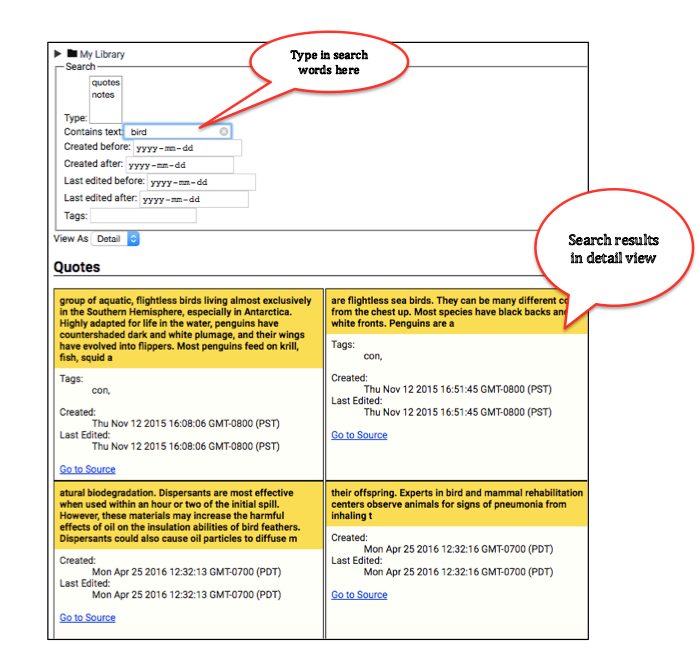 My Library
Type in search
words here
Search
quotes
notes
Type:
Contains text: bird
Created before: yyyy-mm-dd
Created after: yyyy-mm-dd
Last edited before: yyyy-mm-dd
Last edited after: yyyy-mm-dd
Tags:
View As Detail
Search results
in detail view
Quotes
group of aquatic, flightless birds living almost exclusively
in the Southern Hemisphere, especially in Antarctica.
Highly adapted for life in the water, penguins have
countershaded dark and white plumage, and their wings
have evolved into flippers. Most penguins feed on krill,
fish, squid a
Tags:
con,
Created:
Thu Nov 12 2015 16:08:06 GMT-0800 (PST)
Last Edited:
Thu Nov 12 2015 16:08:06 GMT-0800 (PST)
Go to Source
are flightless sea birds. They can be many different
from the chest up. Most species have black backs and
white fronts. Penguins are a
Tags:
con,
Created:
Thu Nov 12 2015 16:51:45 GMT-0800 (PST)
Last Edited:
Thu Nov 12 2015 16:51:45 GMT-0800 (PST)
Go to Source
atural biodegradation. Dispersants are most effective
when used within an hour or two of the initial spill.
However, these materials may increase the harmful
effects of oil on the insulation abilities of bird feathers.
Dispersants could also cause oil particles to diffuse m
Created:
Mon Apr 25 2016 12:32:13 GMT-0700 (PDT)
Last Edited:
Mon Apr 25 2016 12:32:13 GMT-0700 (PDT)
Go to Source
their offspring. Experts in bird and mammal rehabilitation
centers observe animals for signs of pneumonia from
inhaling t
Created:
Mon Apr 25 2016 12:32:16 GMT-0700 (PDT)
Last Edited:
Mon Apr 25 2016 12:32:16 GMT-0700 (PDT)
Go to Source